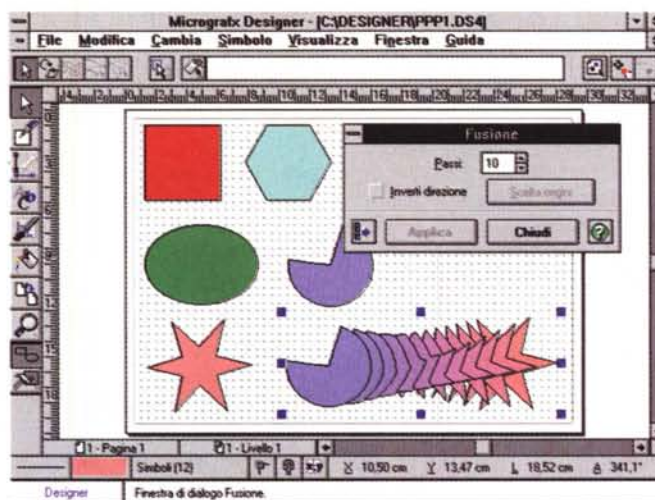 Micrografx Designer - [C:\DESIGNER\PPP1.DS4]
File Modifica Cambia Simbolo Visualizza Finestra Guida
Fusione
Passi: 10
Inverti direzione Scelta origini
Applica Chiudi
1 - Pagina 1 1 - Livello 1
Simboli (12) X 10,50 cm Y 13,47 cm L 18,52 cm A 341,1°
Designer Finestra di dialogo Fusione.